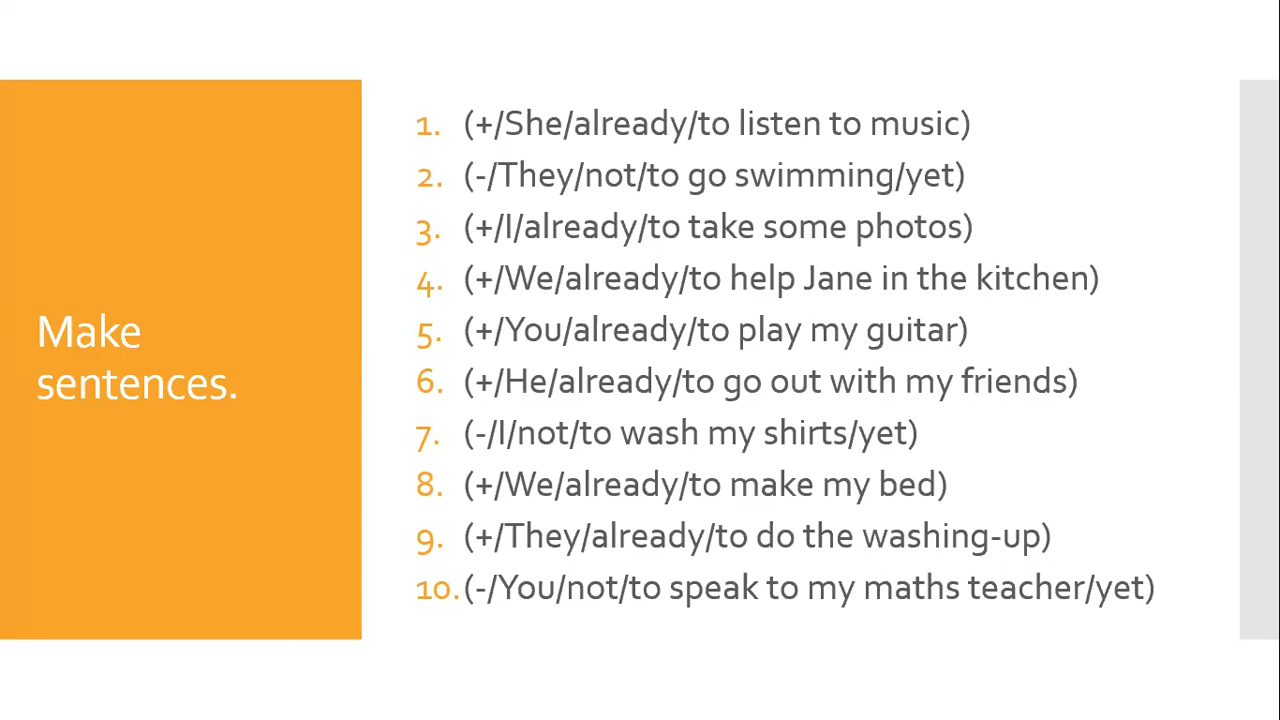 Make
sentences.
1. (+/She/already/to listen to music)
2. (-/They/not/to go swimming/yet)
3. (+/I/already/to take some photos)
4. (+/We/already/to help Jane in the kitchen)
5. (+/You/already/to play my guitar)
6. (+/He/already/to go out with my friends)
7. (-/I/not/to wash my shirts/yet)
8. (+/We/already/to make my bed)
9. (+/They/already/to do the washing-up)
10. (-/You/not/to speak to my maths teacher/yet)